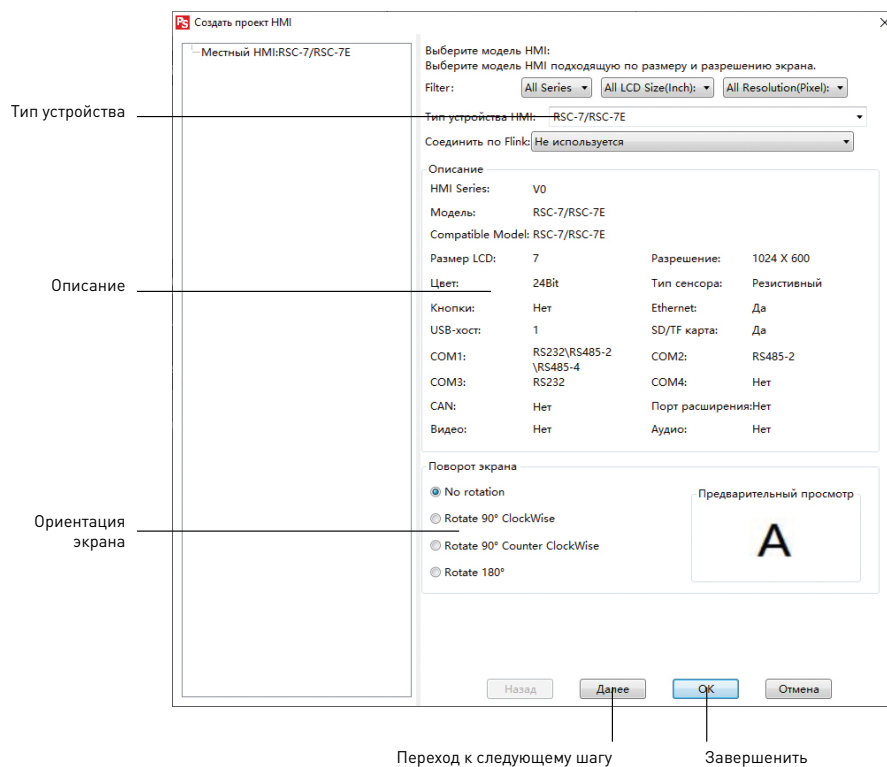 PS Создать проект HMI
Местный HMI:RSC-7/RSC-7E
Выберите модель HMI:
Выберите модель HMI подходящую по размеру и разрешению экрана.
Filter: All Series All LCD Size(Inch): All Resolution(Pixel):
Тип устройства
Тип устройства HMI: RSC-7/RSC-7E
Соединить по Flink: Не используется
Описание
HMI Series: V0
Модель: RSC-7/RSC-7E
Compatible Model: RSC-7/RSC-7E
Размер LCD: 7 Разрешение: 1024 X 600
Описание
Цвет: 24Bit Тип сенсора: Резистивный
Кнопки: Нет Ethernet: Да
USB-хост: 1 SD/TF карта: Да
COM1: RS232\RS485-2
\RS485-4 COM2: RS485-2
COM3: RS232 COM4: Нет
CAN: Нет Порт расширения:Нет
Видео: Нет Аудио: Нет
Поворот экрана
No rotation
Предварительный просмотр
Rotate 90° ClockWise
A
Ориентация
экрана
Rotate 90° Counter ClockWise
Rotate 180°
Назад Далее OK Отмена
Переход к следующему шагу Завершенить